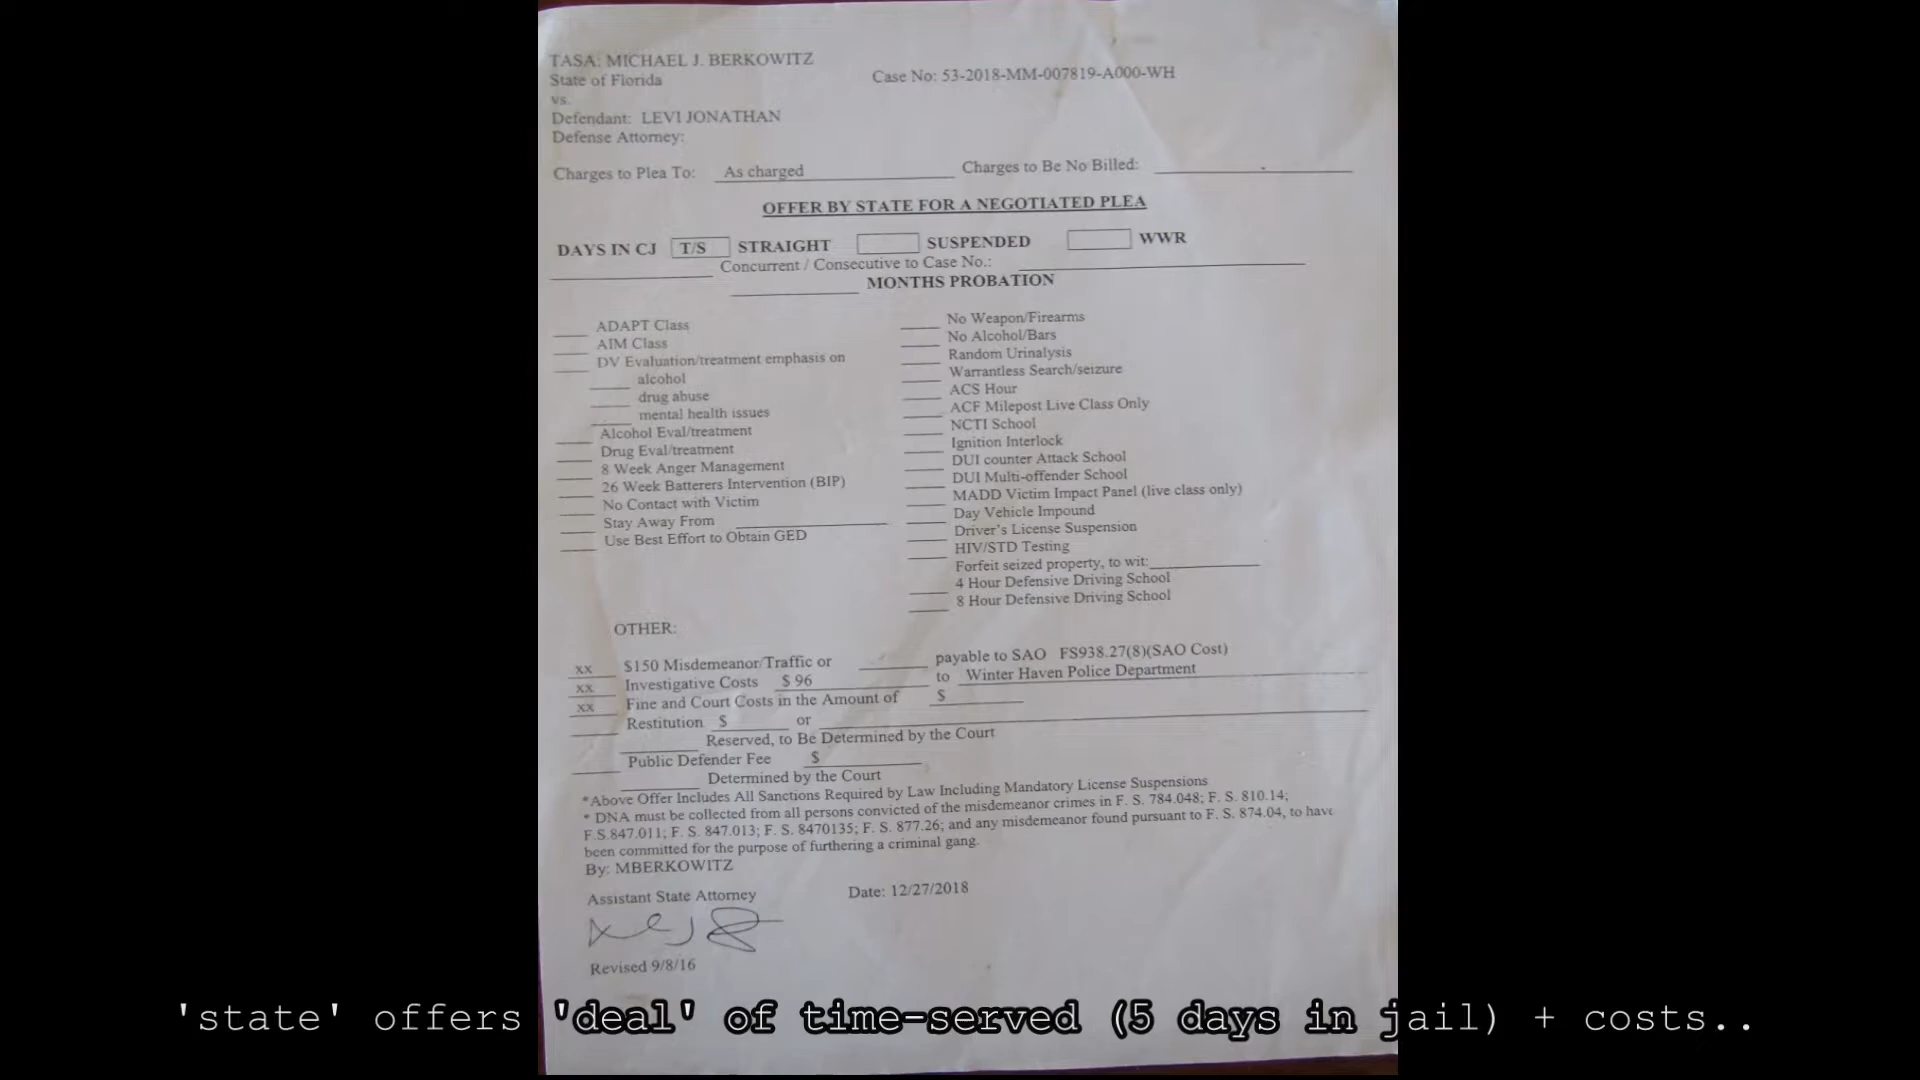 TASA: MICHAEL J. BERKOWITZ
State of Florida
Case No: 53-2018-MM-007819-A000-WH
vs.
Defendant: LEVI JONATHAN
Defense Attorney:
Charges to Plea To: As charged
Charges to Be No Billed:
OFFER BY STATE FOR A NEGOTIATED PLEA
DAYS IN CJ T/S STRAIGHT SUSPENDED WWR
Concurrent / Consecutive to Case No.:
MONTHS PROBATION
ADAPT Class
AIM Class
DV Evaluation/treatment emphasis on
alcohol
drug abuse
mental health issues
Alcohol Eval/treatment
Drug Eval/treatment
8 Week Anger Management
26 Week Batterers Intervention (BIP)
No Contact with Victim
Stay Away From
Use Best Effort to Obtain GED
No Weapon/Firearms
No Alcohol/Bars
Random Urinalysis
Warrantless Search/seizure
ACS Hour
ACF Milepost Live Class Only
NCTI School
Ignition Interlock
DUI counter Attack School
DUI Multi-offender School
MADD Victim Impact Panel (live class only)
Day Vehicle Impound
Driver's License Suspension
HIV/STD Testing
Forfeit seized property, to wit:
4 Hour Defensive Driving School
8 Hour Defensive Driving School
OTHER:
xx $150 Misdemeanor/Traffic or payable to SAO FS938.27(8)(SAO Cost)
xx Investigative Costs $ 96 to Winter Haven Police Department
xx Fine and Court Costs in the Amount of $
Restitution $ or
Reserved, to Be Determined by the Court
Public Defender Fee $
Determined by the Court
*Above Offer Includes All Sanctions Required by Law Including Mandatory License Suspensions
* DNA must be collected from all persons convicted of the misdemeanor crimes in F. S. 784.048; F. S. 810.14;
F.S.847.011; F. S. 847.013; F. S. 8470135; F. S. 877.26; and any misdemeanor found pursuant to F. S. 874.04, to have
been committed for the purpose of furthering a criminal gang.
By: MBERKOWITZ
Assistant State Attorney
Date: 12/27/2018
Revised 9/8/16
'state' offers 'deal' of time-served (5 days in jail) + costs..